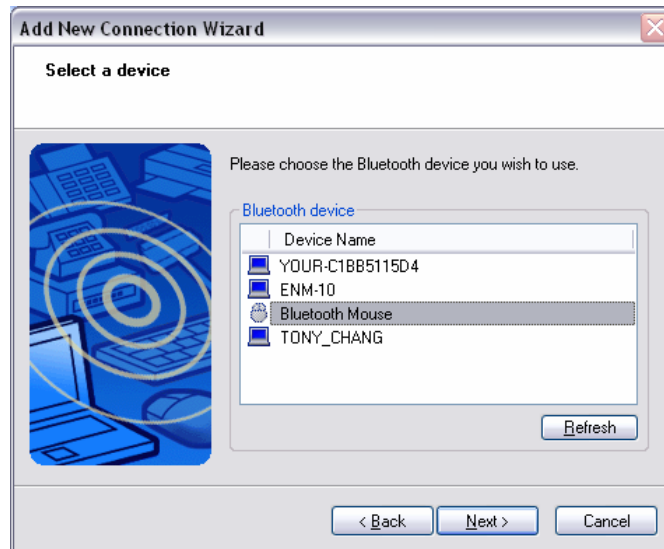 Add New Connection Wizard
Select a device
Please choose the Bluetooth device you wish to use.
Bluetooth device
Device Name
YOUR-C1BB5115D4
ENM-10
Bluetooth Mouse
TONY_CHANG
Refresh
< Back Next > Cancel